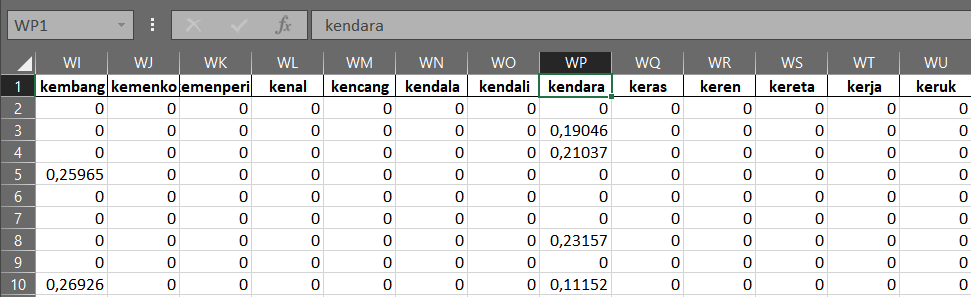 WP1 fx kendara
WI WJ WK WL WM WN WO WP WQ WR WS WT WU
1 kembang kemenko emenperi kenal kencang kendala kendali kendara keras keren kereta kerja keruk
2 0 0 0 0 0 0 0 0 0 0 0 0 0
3 0 0 0 0 0 0 0 0,19046 0 0 0 0 0
4 0 0 0 0 0 0 0 0,21037 0 0 0 0 0
5 0,25965 0 0 0 0 0 0 0 0 0 0 0 0
6 0 0 0 0 0 0 0 0 0 0 0 0 0
7 0 0 0 0 0 0 0 0 0 0 0 0 0
8 0 0 0 0 0 0 0 0,23157 0 0 0 0 0
9 0 0 0 0 0 0 0 0 0 0 0 0 0
10 0,26926 0 0 0 0 0 0 0,11152 0 0 0 0 0